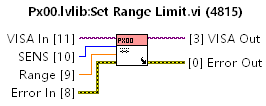 Px00.lvlib:Set Range Limit.vi (4815)
VISA In [11]
PX00
[3] VISA Out
SENS [10]
Range [9]
[0] Error Out
Error In [8]